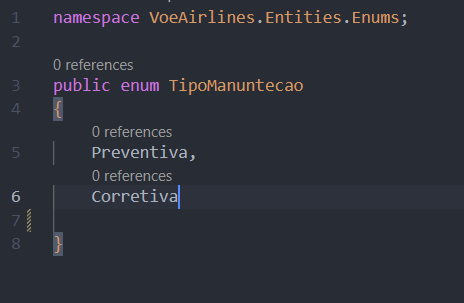 1 namespace VoeAirlines.Entities.Enums;
2
0 references
3 public enum TipoManuntecao
4 {
0 references
5 Preventiva,
0 references
6 Corretiva
7
8 }